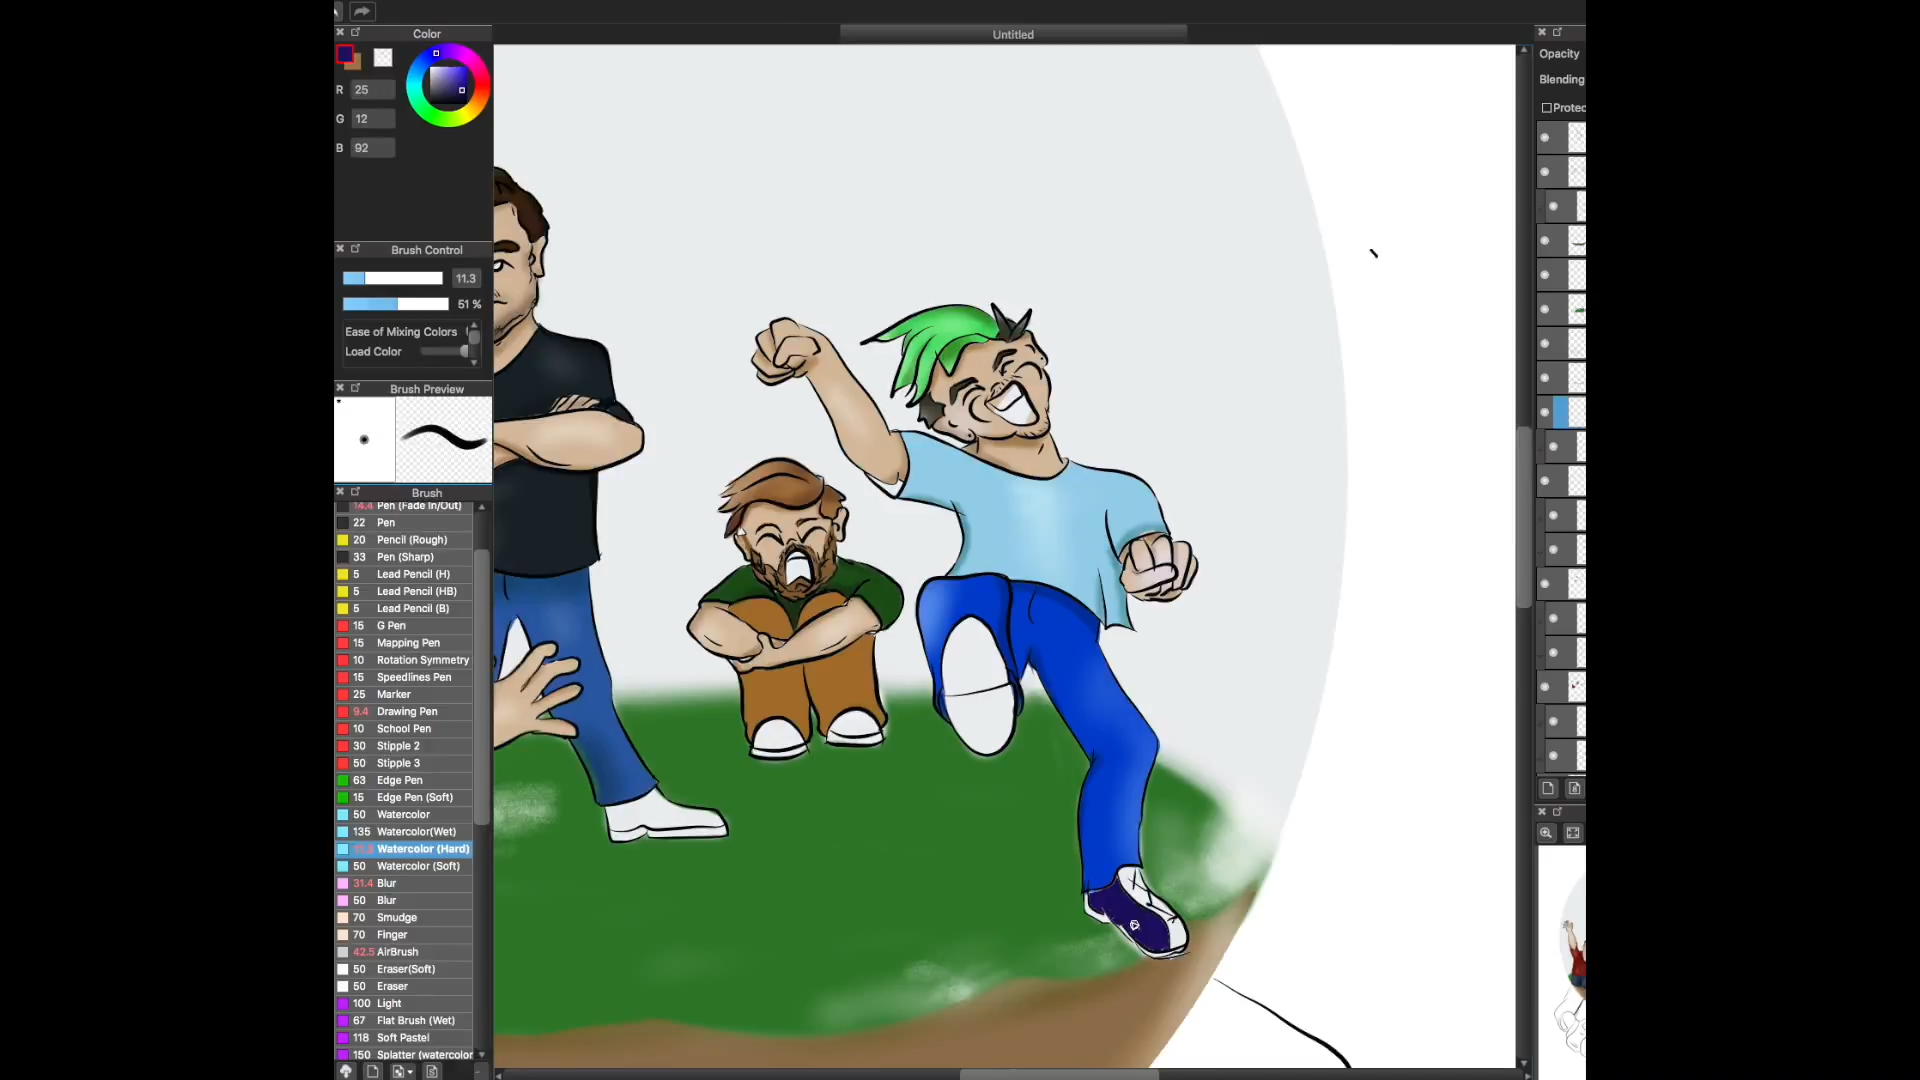 Untitled
Color
R 25
G 12
B 92
Brush Control
11.3
51 %
Ease of Mixing Colors
Load Color
Brush Preview
Brush
14.4 Pen (Fade In/Out)
22 Pen
20 Pencil (Rough)
33 Pen (Sharp)
5 Lead Pencil (H)
5 Lead Pencil (HB)
5 Lead Pencil (B)
15 G Pen
15 Mapping Pen
10 Rotation Symmetry
15 Speedlines Pen
25 Marker
9.4 Drawing Pen
10 School Pen
30 Stipple 2
50 Stipple 3
63 Edge Pen
15 Edge Pen (Soft)
50 Watercolor
135 Watercolor(Wet)
11.3 Watercolor (Hard)
50 Watercolor (Soft)
31.4 Blur
50 Blur
70 Smudge
70 Finger
42.5 AirBrush
50 Eraser(Soft)
50 Eraser
100 Light
67 Flat Brush (Wet)
118 Soft Pastel
150 Splatter (watercolor
Opacity
Blending
Protec